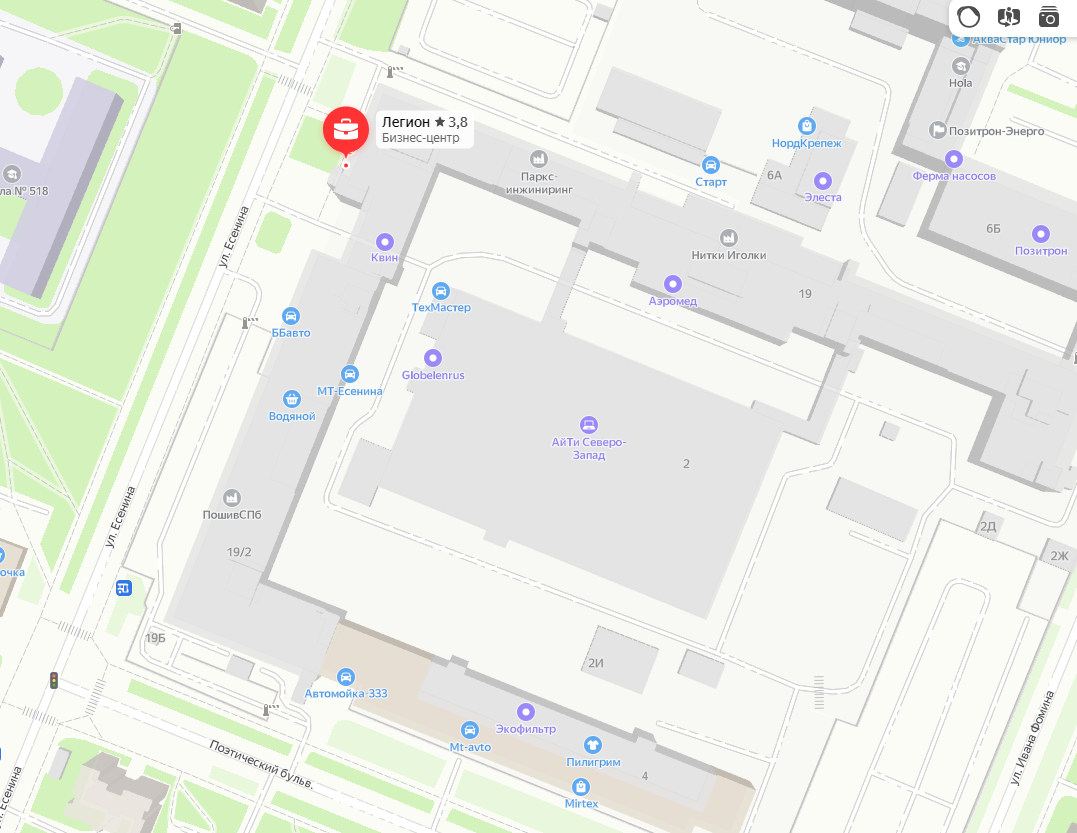 АкваСтар Юниор
Hola
Легион ★ 3,8
Бизнес-центр
НордКрепеж
Позитрон-Энерго
Паркс-
инжиниринг
Старт
6А
Элеста
Ферма насосов
№ 518
ул. Есенина
6Б
Позитрон
Квин
Нитки Иголки
19
Аэромед
ТехМастер
ББавто
Globelenrus
МТ-Есенина
Водяной
АйТи Северо-
Запад
2
ПошивСПб
ул. Есенина
19/2
2Д
2Ж
19Б
2И
Автомойка-333
Экофильтр
Mt-avto
Пилигрим
4
Mirtex
Поэтический бульв.
ул. Ивана Фомина
Есенина